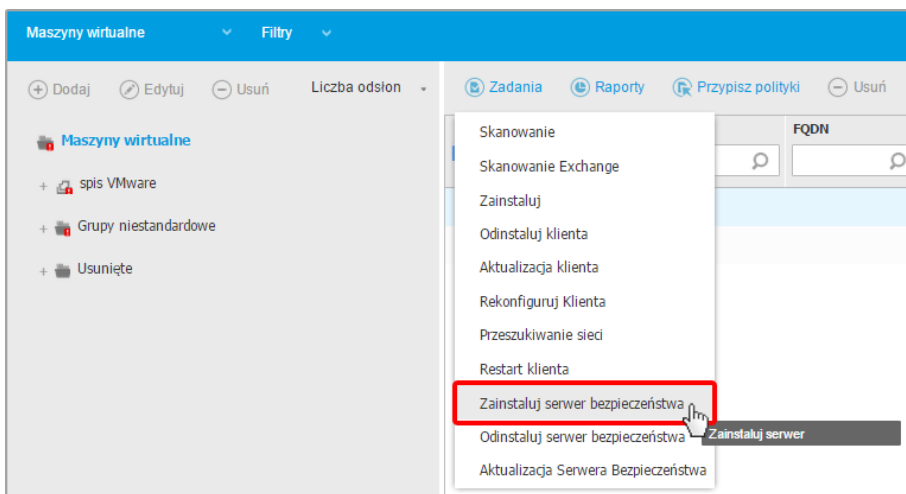 Maszyny wirtualne Filtry
Dodaj Edytuj Usuń Liczba odsłon Zadania Raporty Przypisz polityki Usuń
Maszyny wirtualne
spis VMware
Grupy niestandardowe
Usunięte
FQDN
Skanowanie
Skanowanie Exchange
Zainstaluj
Odinstaluj klienta
Aktualizacja klienta
Rekonfiguruj Klienta
Przeszukiwanie sieci
Restart klienta
Zainstaluj serwer bezpieczeństwa
Odinstaluj serwer bezpieczeństwa
Zainstaluj serwer
Aktualizacja Serwera Bezpieczeństwa